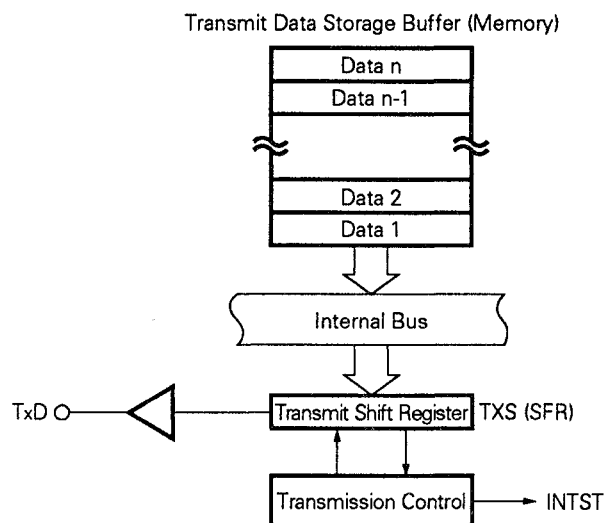 Transmit Data Storage Buffer (Memory)
Data n
Data n-1
Data 2
Data 1
Internal Bus
TxD
Transmit Shift Register
TXS (SFR)
Transmission Control
INTST